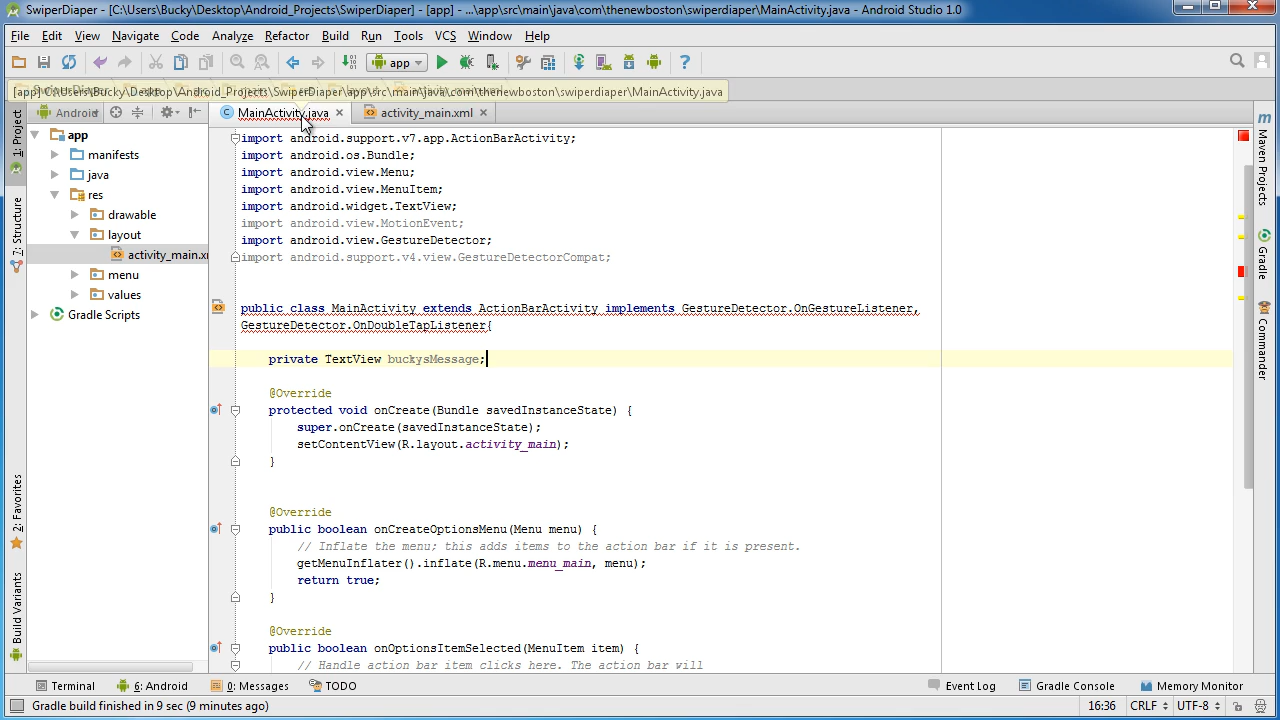 SwiperDiaper - [C:\Users\Bucky\Desktop\Android_Projects\SwiperDiaper] - [app] - ...\app\src\main\java\com\thenewboston\swiperdiaper\MainActivity.java - Android Studio 1.0
File Edit View Navigate Code Analyze Refactor Build Run Tools VCS Window Help
app
[app] C:\Users\Bucky\Desktop\Android_Projects\SwiperDiaper\app\src\main\java\com\thenewboston\swiperdiaper\MainActivity.java
Android
MainActivity.java
activity_main.xml
1: Project
7: Structure
2: Favorites
Build Variants
app
manifests
java
res
drawable
layout
activity_main.x
menu
values
Gradle Scripts
import android.support.v7.app.ActionBarActivity;
import android.os.Bundle;
import android.view.Menu;
import android.view.MenuItem;
import android.widget.TextView;
import android.view.MotionEvent;
import android.view.GestureDetector;
import android.support.v4.view.GestureDetectorCompat;
public class MainActivity extends ActionBarActivity implements GestureDetector.OnGestureListener,
GestureDetector.OnDoubleTapListener{
private TextView buckysMessage;
@Override
protected void onCreate(Bundle savedInstanceState) {
super.onCreate(savedInstanceState);
setContentView(R.layout.activity_main);
}
@Override
public boolean onCreateOptionsMenu(Menu menu) {
// Inflate the menu; this adds items to the action bar if it is present.
getMenuInflater().inflate(R.menu.menu_main, menu);
return true;
}
@Override
public boolean onOptionsItemSelected(MenuItem item) {
// Handle action bar item clicks here. The action bar will
Maven Projects
Gradle
Commander
Terminal
6: Android
0: Messages
TODO
Event Log
Gradle Console
Memory Monitor
Gradle build finished in 9 sec (9 minutes ago)
16:36
CRLF
UTF-8